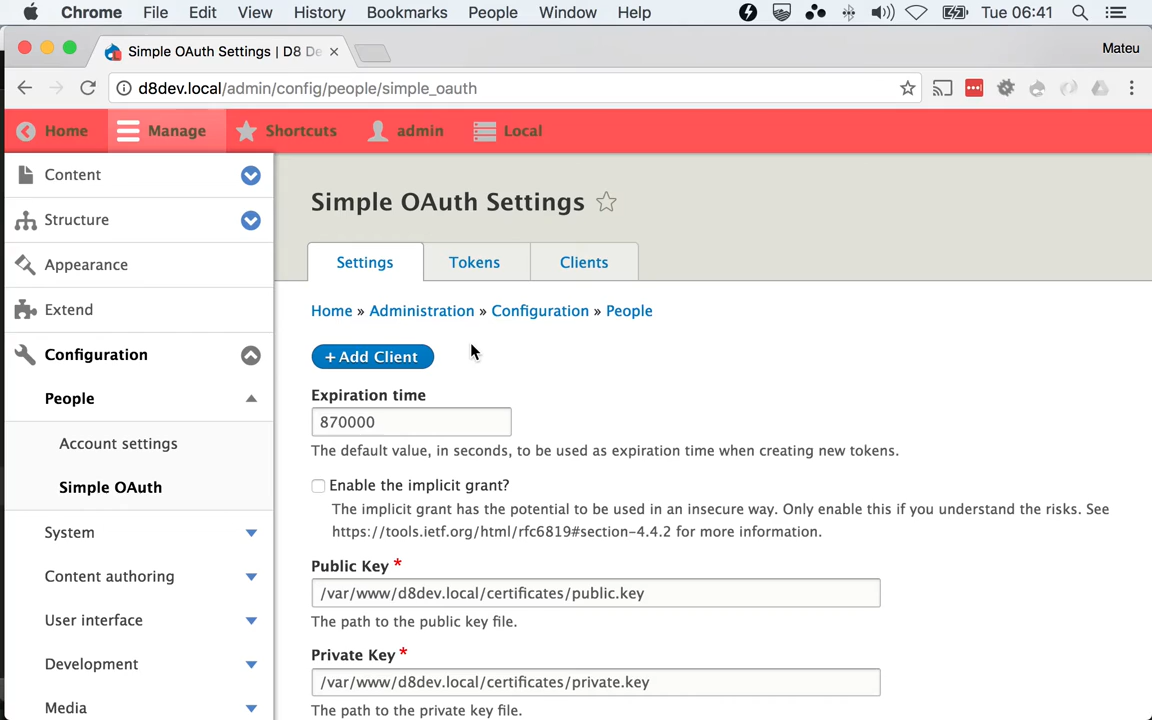 Chrome File Edit View History Bookmarks People Window Help Tue 06:41
Simple OAuth Settings | D8 De
Mateu
d8dev.local/admin/config/people/simple_oauth
Home Manage Shortcuts admin Local
Content
Structure
Appearance
Extend
Configuration
People
Account settings
Simple OAuth
System
Content authoring
User interface
Development
Media
Simple OAuth Settings
Settings Tokens Clients
Home » Administration » Configuration » People
+ Add Client
Expiration time
870000
The default value, in seconds, to be used as expiration time when creating new tokens.
Enable the implicit grant?
The implicit grant has the potential to be used in an insecure way. Only enable this if you understand the risks. See
https://tools.ietf.org/html/rfc6819#section-4.4.2 for more information.
Public Key *
/var/www/d8dev.local/certificates/public.key
The path to the public key file.
Private Key *
/var/www/d8dev.local/certificates/private.key
The path to the private key file.